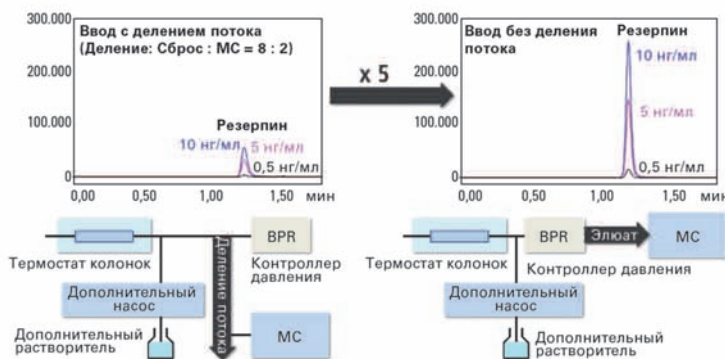 Ввод с делением потока
(Деление: Сброс : МС = 8 : 2)
300.000
200.000
100.000
0
Резерпин
10 нг/мл
5 нг/мл
0,5 нг/мл
0,00
0,50
1,00
1,50
мин
x 5
Ввод без деления
потока
Резерпин
300.000
200.000
100.000
0
10 нг/мл
5 нг/мл
0,5 нг/мл
0,00
0,50
1,00
1,50
мин
Термостат колонок
BPR
Контроллер
давления
Деление потока
Дополнительный
насос
МС
Дополнительный
растворитель
Термостат колонок
BPR
Элюат
МС
Контроллер давления
Дополнительный
насос
Дополнительный
растворитель